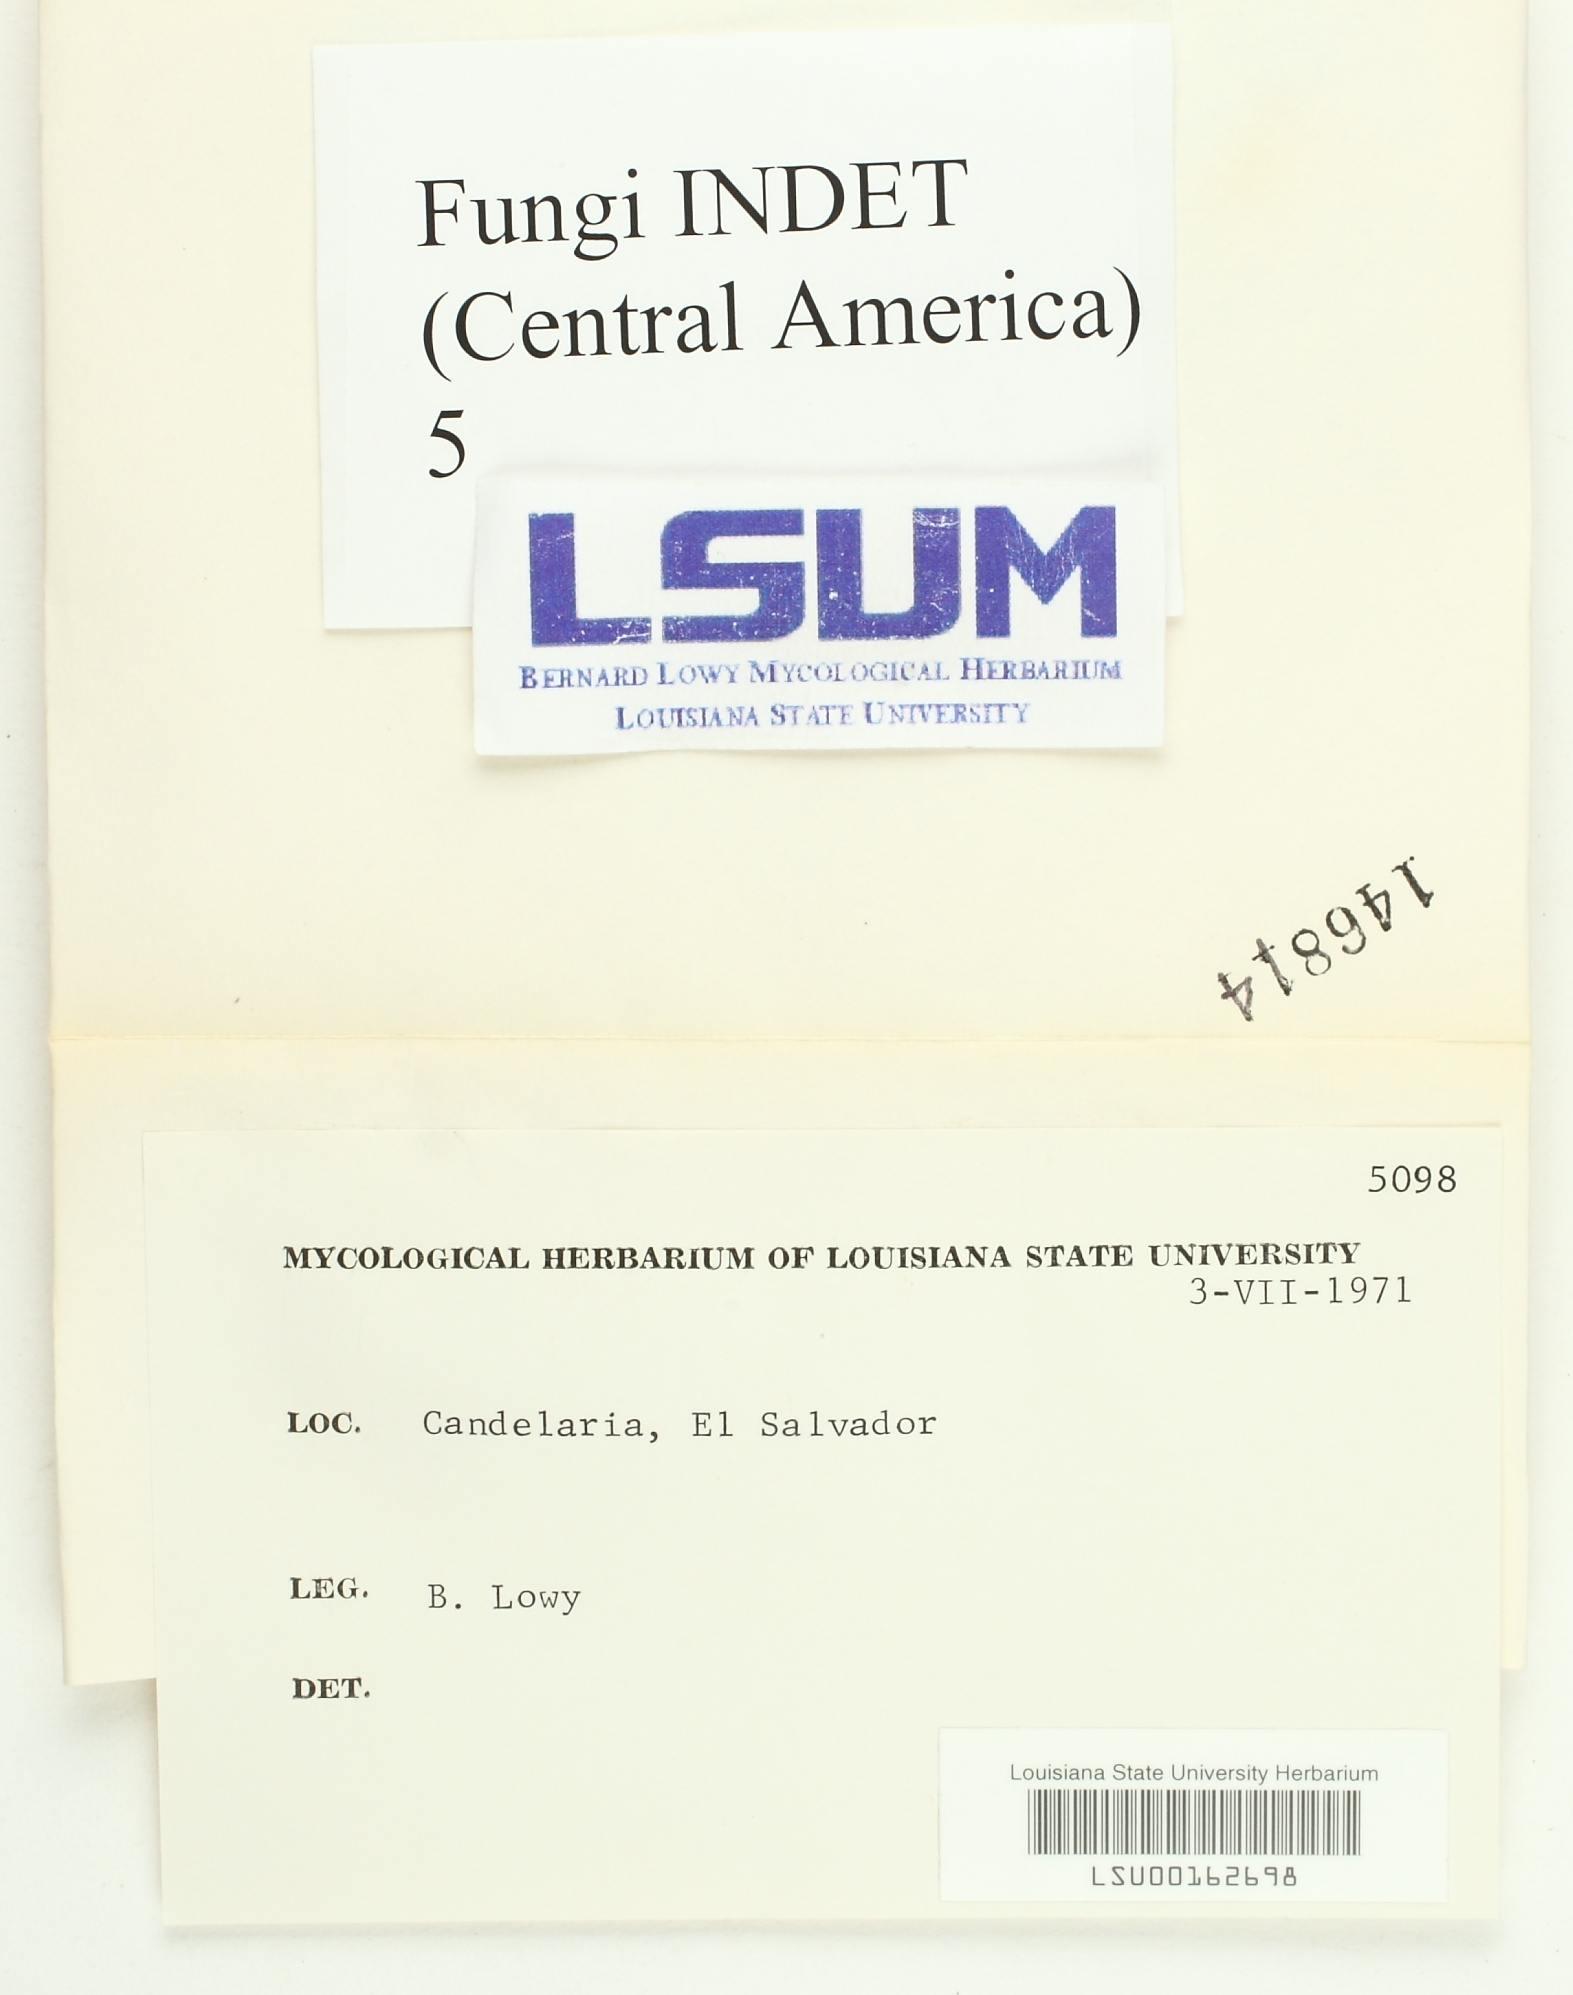 Fungi INDET
(Central America)
5
LSUM
BERNARD LOWY MYCOLOGICAL HERBARIUM
LOUISIANA STATE UNIVERSITY
146814
5098
MYCOLOGICAL HERBARIUM OF LOUISIANA STATE UNIVERSITY
3-VII-1971
LOC. Candelaria, El Salvador
LEG. B. Lowy
DET.
Louisiana State University Herbarium
LSU00162698